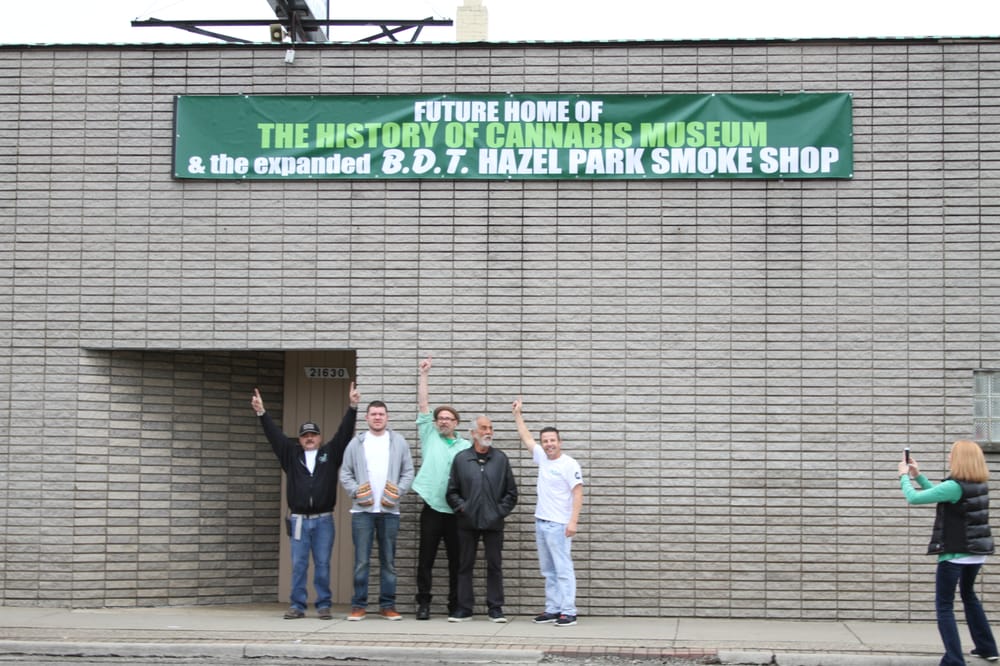 FUTURE HOME OF
THE HISTORY OF CANNABIS MUSEUM
& the expanded B.D.T. HAZEL PARK SMOKE SHOP
21630